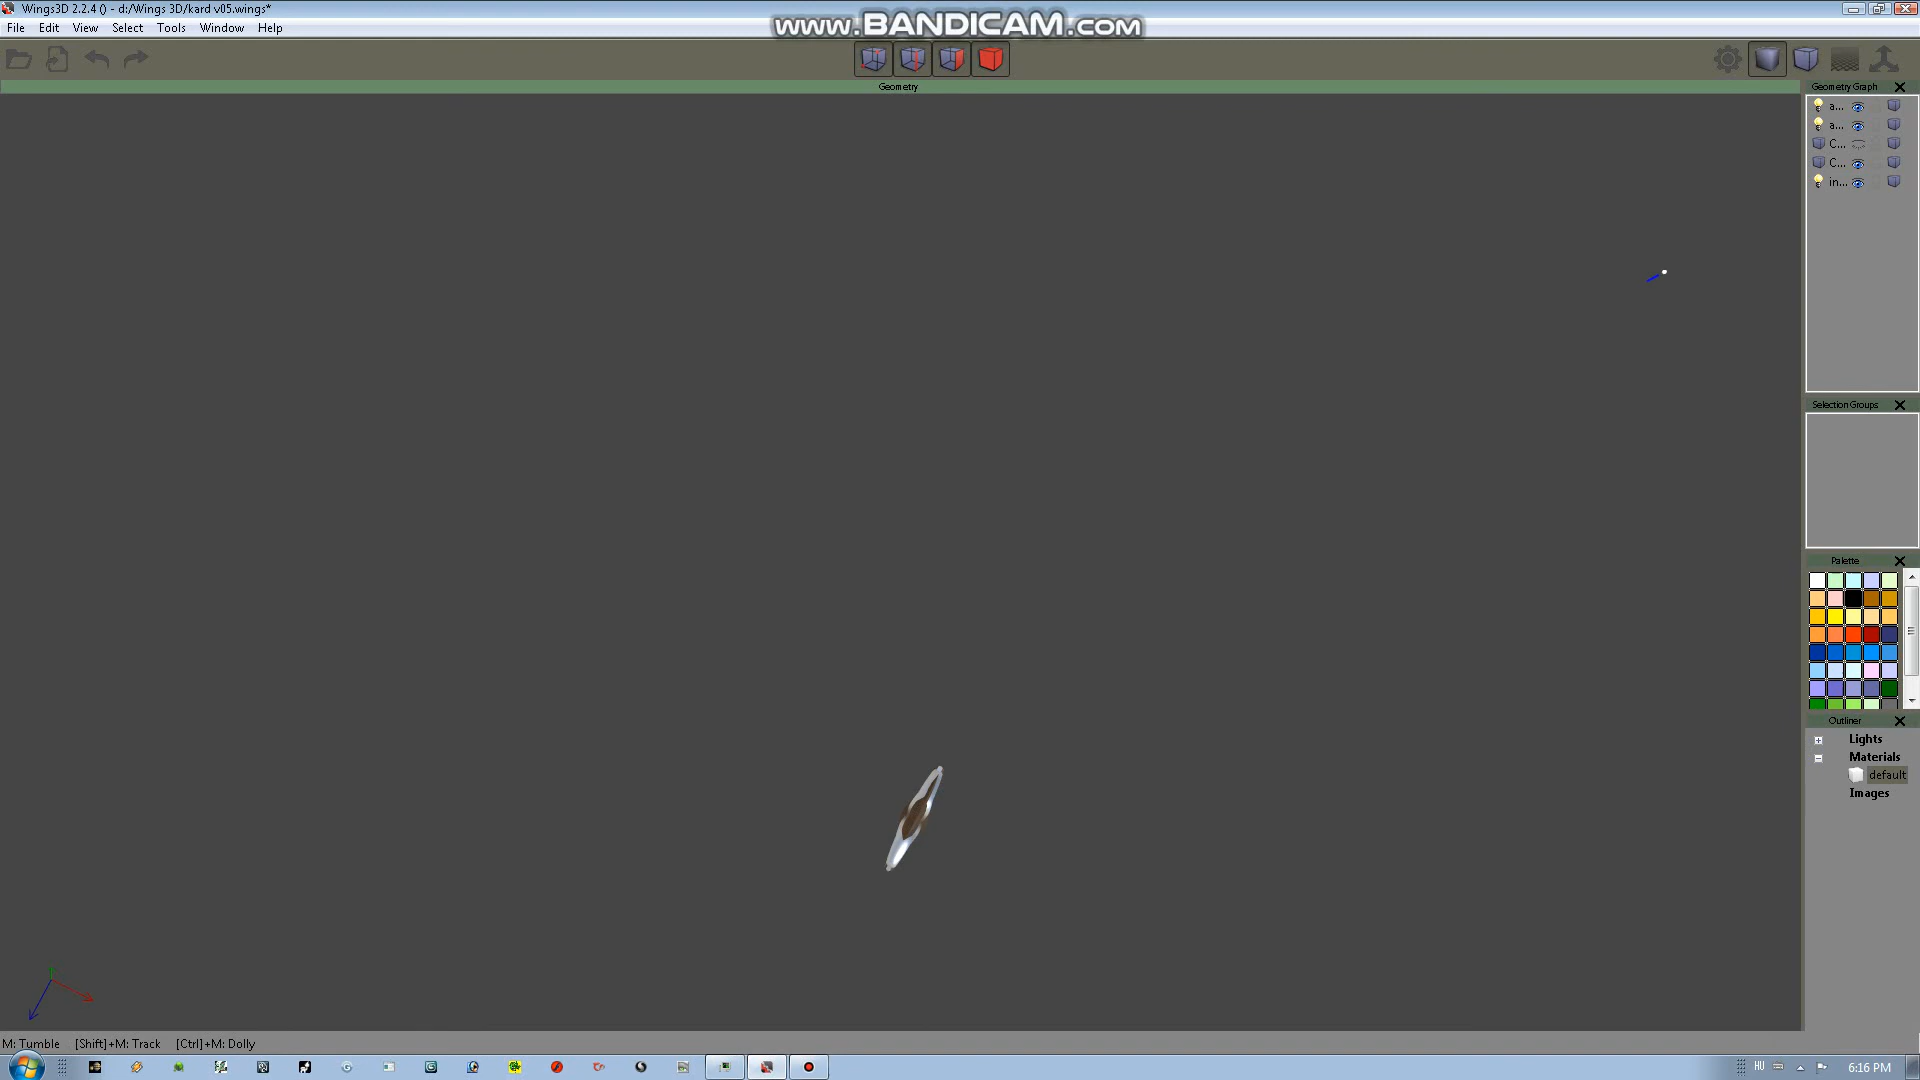 Wings3D 2.2.4 () - d:/Wings 3D/kard v05.wings*
www.BANDICAM.com
File Edit View Select Tools Window Help
Geometry
Geometry Graph
a...
a...
C...
C...
in...
Selection Groups
Palette
Outliner
Lights
Materials
default
Images
M: Tumble [Shift]+M: Track [Ctrl]+M: Dolly
HU
6:16 PM